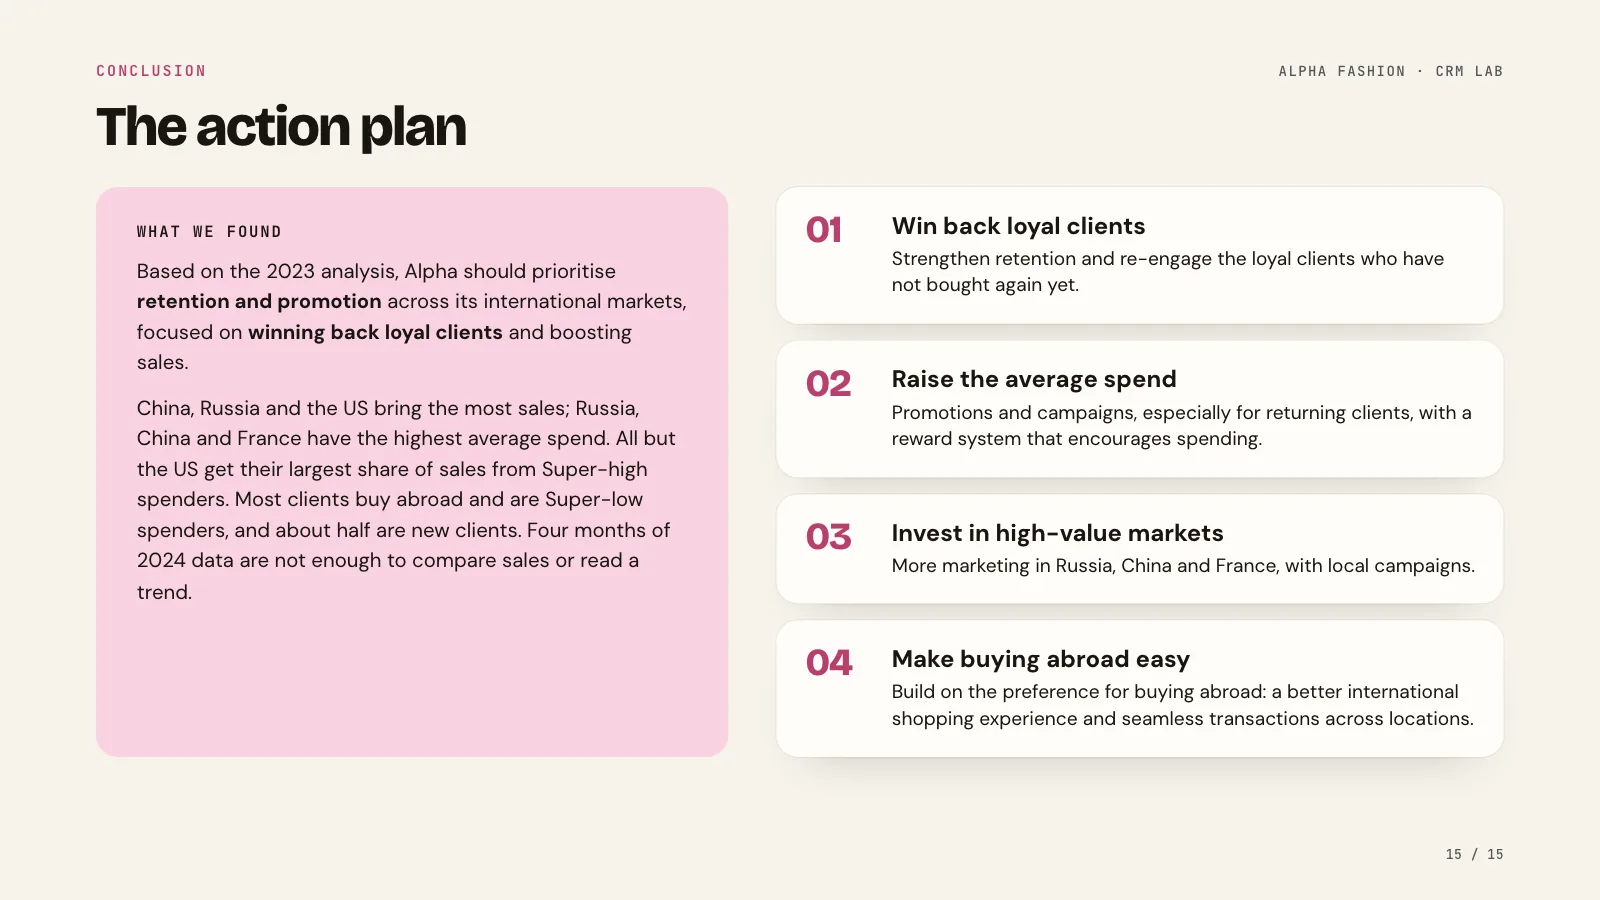 CONCLUSION
ALPHA FASHION · CRM LAB
The action plan
WHAT WE FOUND
Based on the 2023 analysis, Alpha should prioritise
retention and promotion across its international markets,
focused on winning back loyal clients and boosting
sales.
China, Russia and the US bring the most sales; Russia,
China and France have the highest average spend. All but
the US get their largest share of sales from Super-high
spenders. Most clients buy abroad and are Super-low
spenders, and about half are new clients. Four months of
2024 data are not enough to compare sales or read a
trend.
01
Win back loyal clients
Strengthen retention and re-engage the loyal clients who have
not bought again yet.
02
Raise the average spend
Promotions and campaigns, especially for returning clients, with a
reward system that encourages spending.
03
Invest in high-value markets
More marketing in Russia, China and France, with local campaigns.
04
Make buying abroad easy
Build on the preference for buying abroad: a better international
shopping experience and seamless transactions across locations.
15 / 15